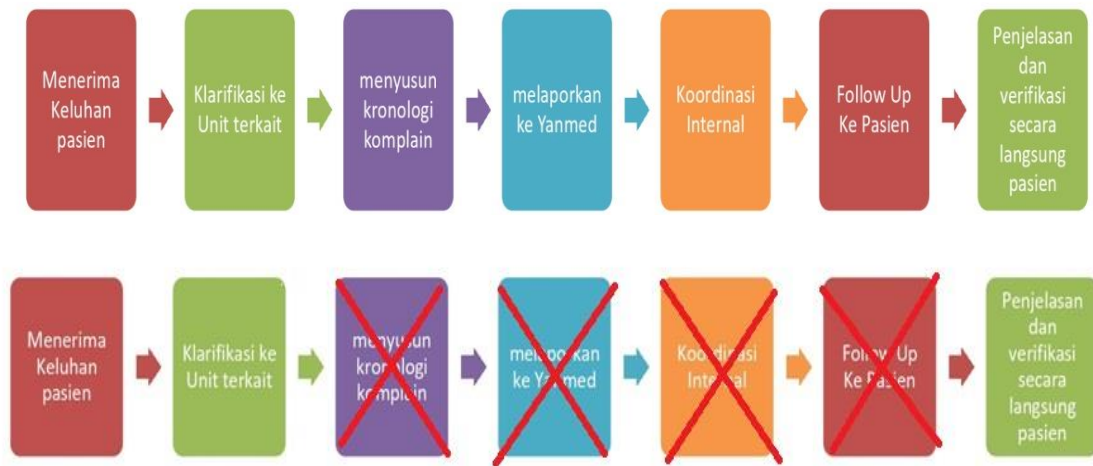 Menerima
Keluhan
pasien
Klarifikasi ke
Unit terkait
menyusun
kronologi
komplain
melaporkan
ke Yanmed
Koordinasi
Internal
Follow Up
Ke Pasien
Penjelasan
dan
verifikasi
secara
langsung
pasien
Menerima
Keluhan
pasien
Klarifikasi ke
Unit terkait
menyusun
kronologi
komplain
melaporkan
ke Yanmed
Koordinasi
Internal
Follow Up
Ke Pasien
Penjelasan
dan
verifikasi
secara
langsung
pasien